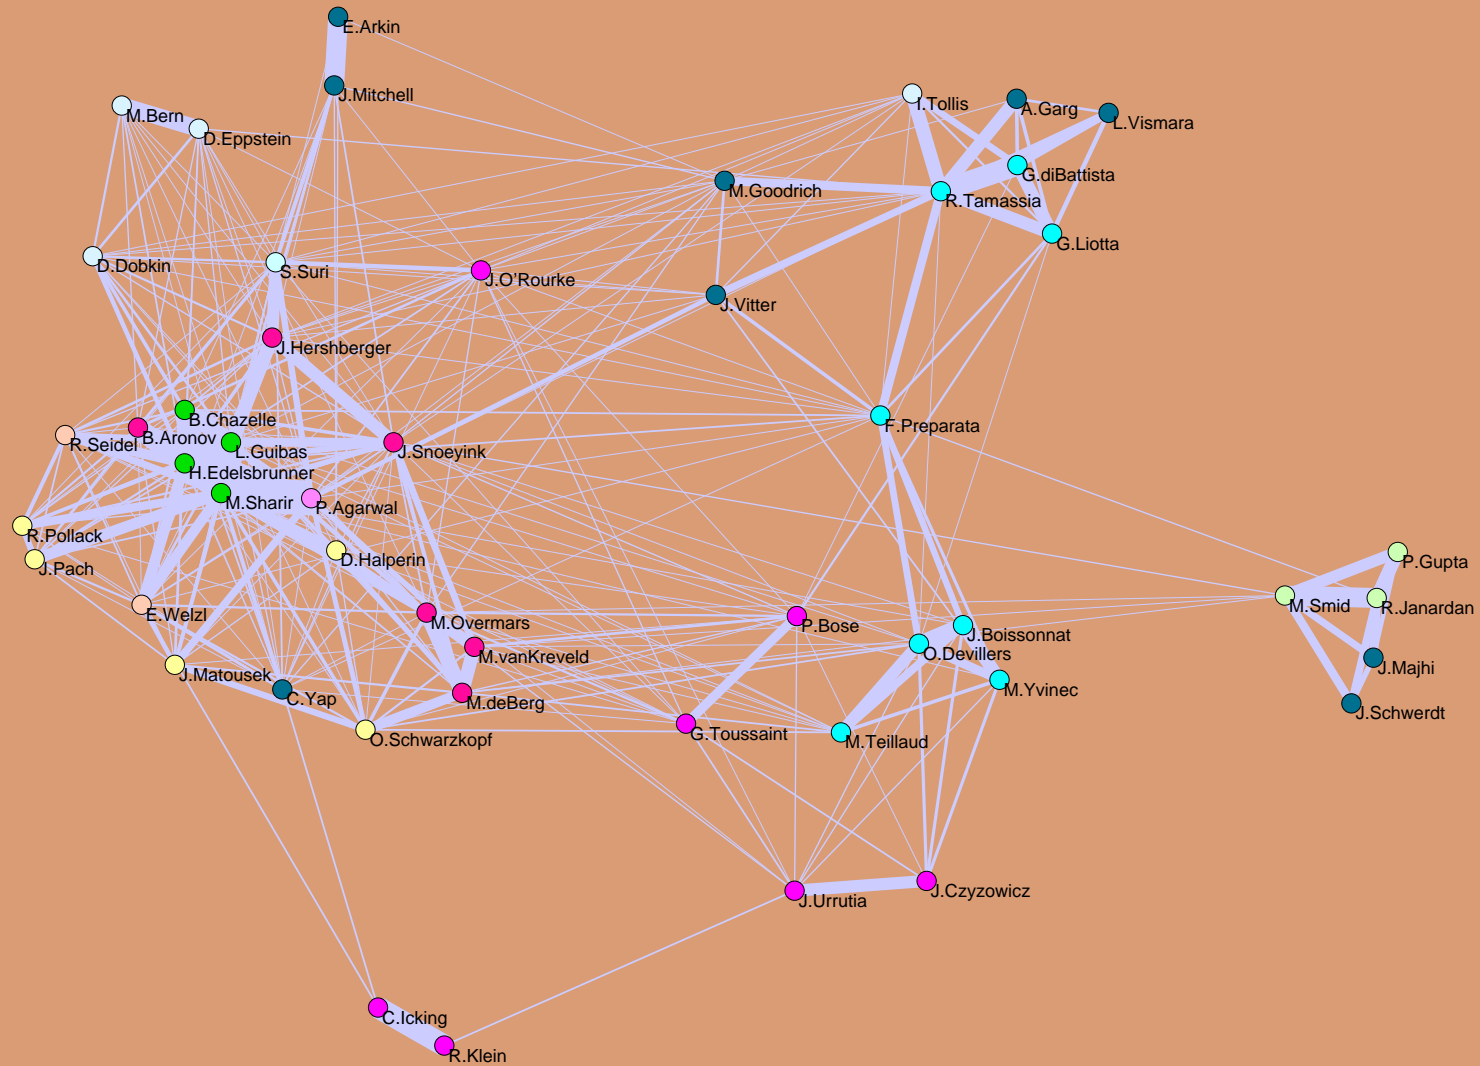 E.Arkin
J.Mitchell
I.Tollis
A.Garg
M.Bern
L.Vismara
D.Eppstein
G.diBattista
M.Goodrich
R.Tamassia
G.Liotta
D.Dobkin
S.Suri
J.O'Rourke
J.Vitter
J.Hershberger
B.Chazelle
F.Preparata
B.Aronov
R.Seidel
L.Guibas
J.Snoeyink
H.Edelsbrunner
M.Sharir
P.Agarwal
R.Pollack
D.Halperin
P.Gupta
J.Pach
M.Smid
R.Janardan
E.Welzl
M.Overmars
P.Bose
J.Boissonnat
O.Devillers
M.vanKreveld
J.Majhi
J.Matousek
M.Yvinec
C.Yap
M.deBerg
J.Schwerdt
G.Toussaint
O.Schwarzkopf
M.Teillaud
J.Czyzowicz
J.Urrutia
C.Icking
R.Klein